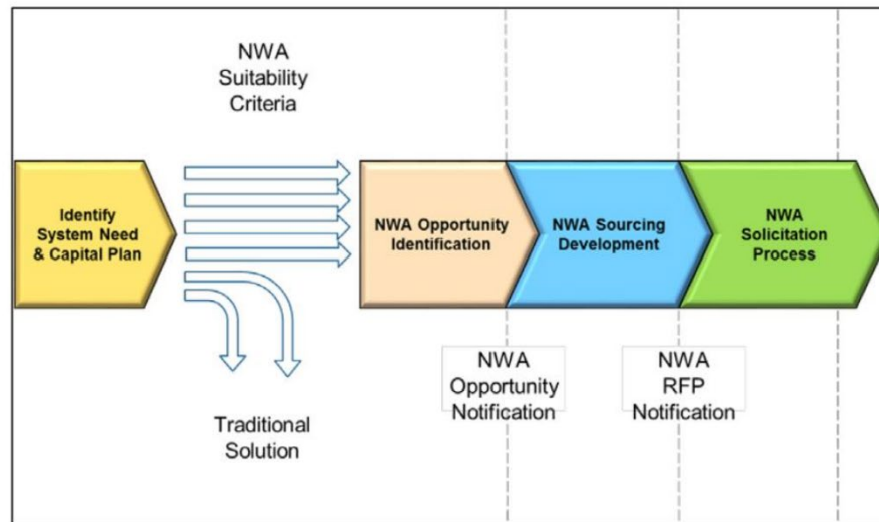 NWA
Suitability
Criteria
Identify
System Need
& Capital Plan
NWA Opportunity
Identification
NWA Sourcing
Development
NWA
Solicitation
Process
NWA
Opportunity
Notification
NWA
RFP
Notification
Traditional
Solution